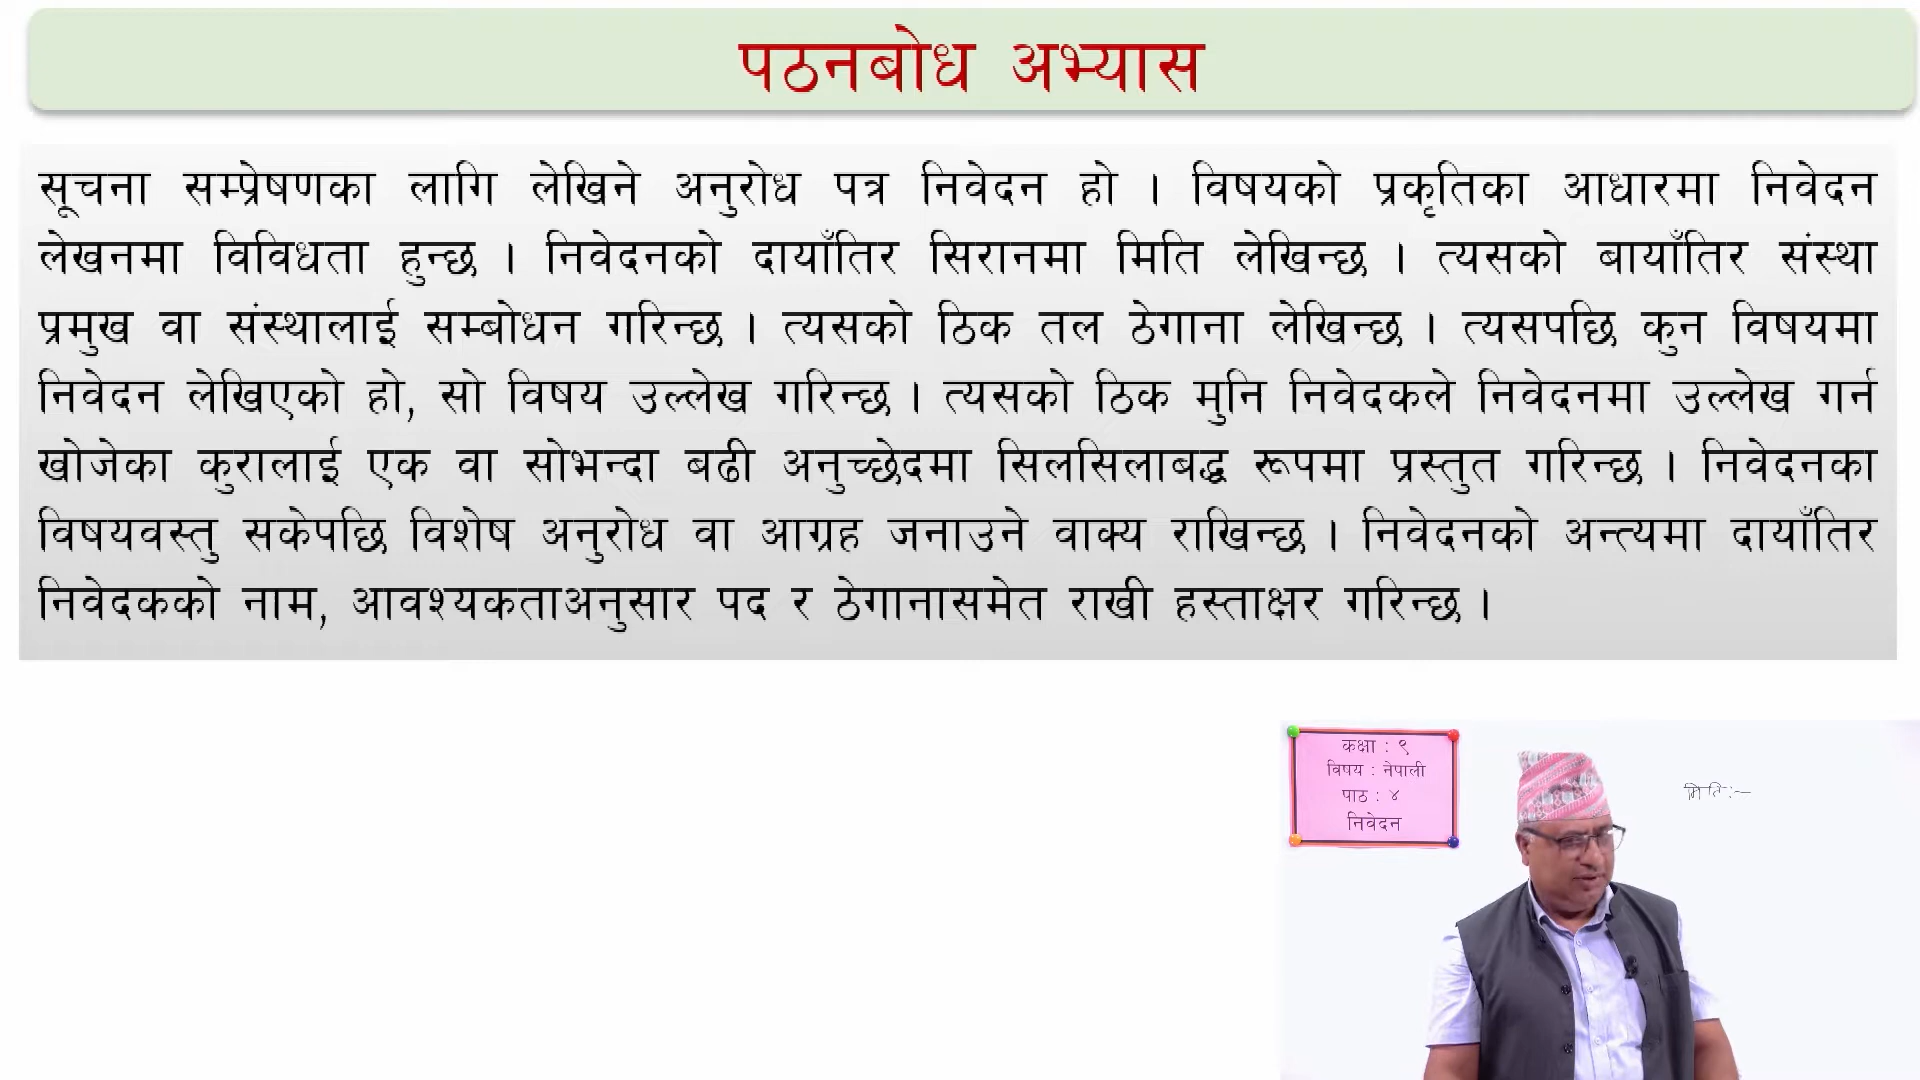 पठनबोध अभ्यास
सूचना सम्प्रेषणका लागि लेखिने अनुरोध पत्र निवेदन हो । विषयको प्रकृतिका आधारमा निवेदन
लेखनमा विविधता हुन्छ । निवेदनको दायाँतिर सिरानमा मिति लेखिन्छ । त्यसको बायाँतिर संस्था
प्रमुख वा संस्थालाई सम्बोधन गरिन्छ । त्यसको ठिक तल ठेगाना लेखिन्छ । त्यसपछि कुन विषयमा
निवेदन लेखिएको हो, सो विषय उल्लेख गरिन्छ । त्यसको ठिक मुनि निवेदकले निवेदनमा उल्लेख गर्न
खोजेका कुरालाई एक वा सोभन्दा बढी अनुच्छेदमा सिलसिलाबद्ध रूपमा प्रस्तुत गरिन्छ । निवेदनका
विषयवस्तु सकेपछि विशेष अनुरोध वा आग्रह जनाउने वाक्य राखिन्छ । निवेदनको अन्त्यमा दायाँतिर
निवेदकको नाम, आवश्यकताअनुसार पद र ठेगानासमेत राखी हस्ताक्षर गरिन्छ ।
कक्षा : ९
विषय : नेपाली
पाठ : ४
निवेदन
मिति:-